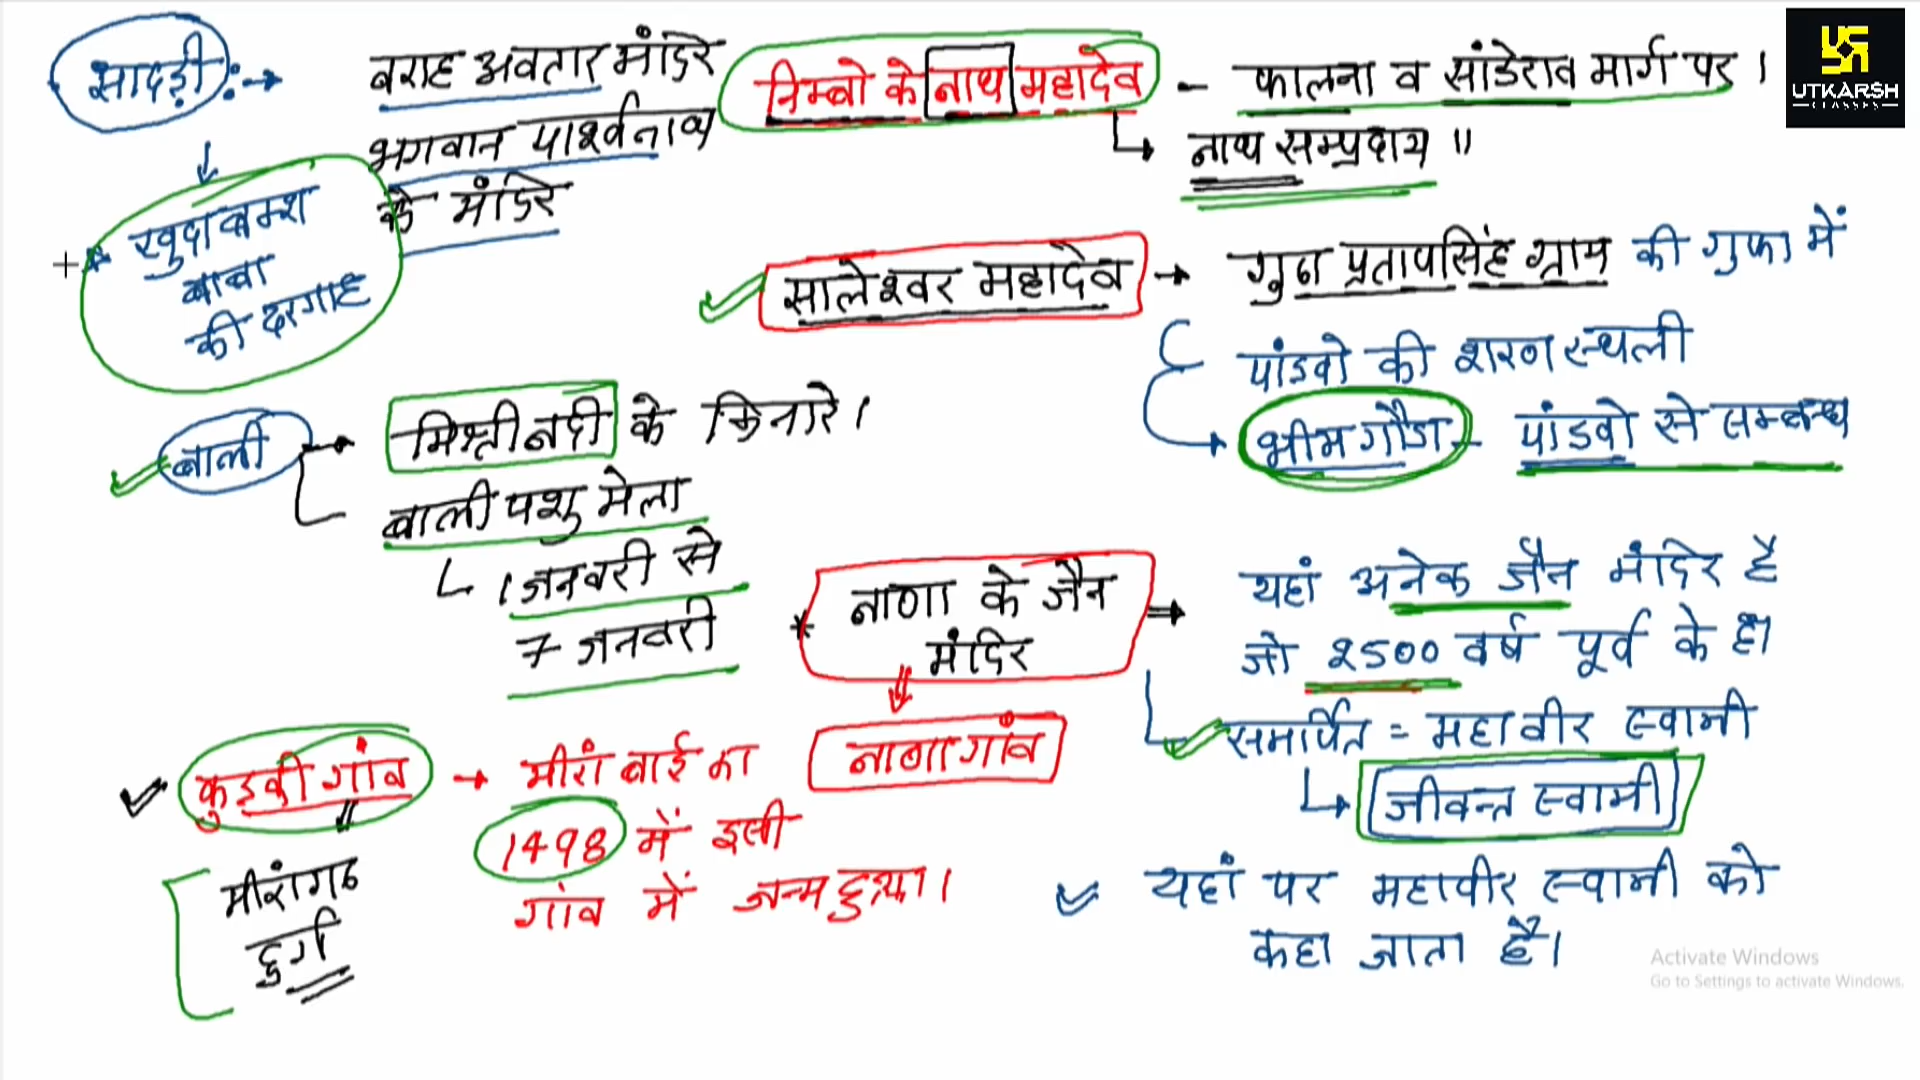 सादड़ी :→
वराह अवतार मंदिर
भगवान पार्श्वनाथ
के मंदिर
खुदाबक्श
बाबा
की दरगाह
निम्बो के नाथ महादेव - फालना व सांडेराव मार्ग पर।
नाथ सम्प्रदाय॥
सालेश्वर महादेव → गुढा प्रतापसिंह ग्राम की गुफा में
पांडवो की शरणस्थली
भीमगौडा - पांडवो से सम्बन्ध
बाली → मिश्री नदी के किनारे।
बाली पशु मेला
1 जनवरी से
7 जनवरी
* नाणा के जैन
मंदिर
नाणा गांव
यहां अनेक जैन मंदिर है
जो 2500 वर्ष पूर्व के है।
समर्पित = महावीर स्वामी
जीवन्त स्वामी
यहां पर महावीर स्वामी को
कहा जाता है।
कुड़की गांव → मीरां बाई का
1498 में इसी
गांव में जन्म हुआ।
मीरांगढ
दुर्ग
UTKARSH
CLASSES
Activate Windows
Go to Settings to activate Windows.